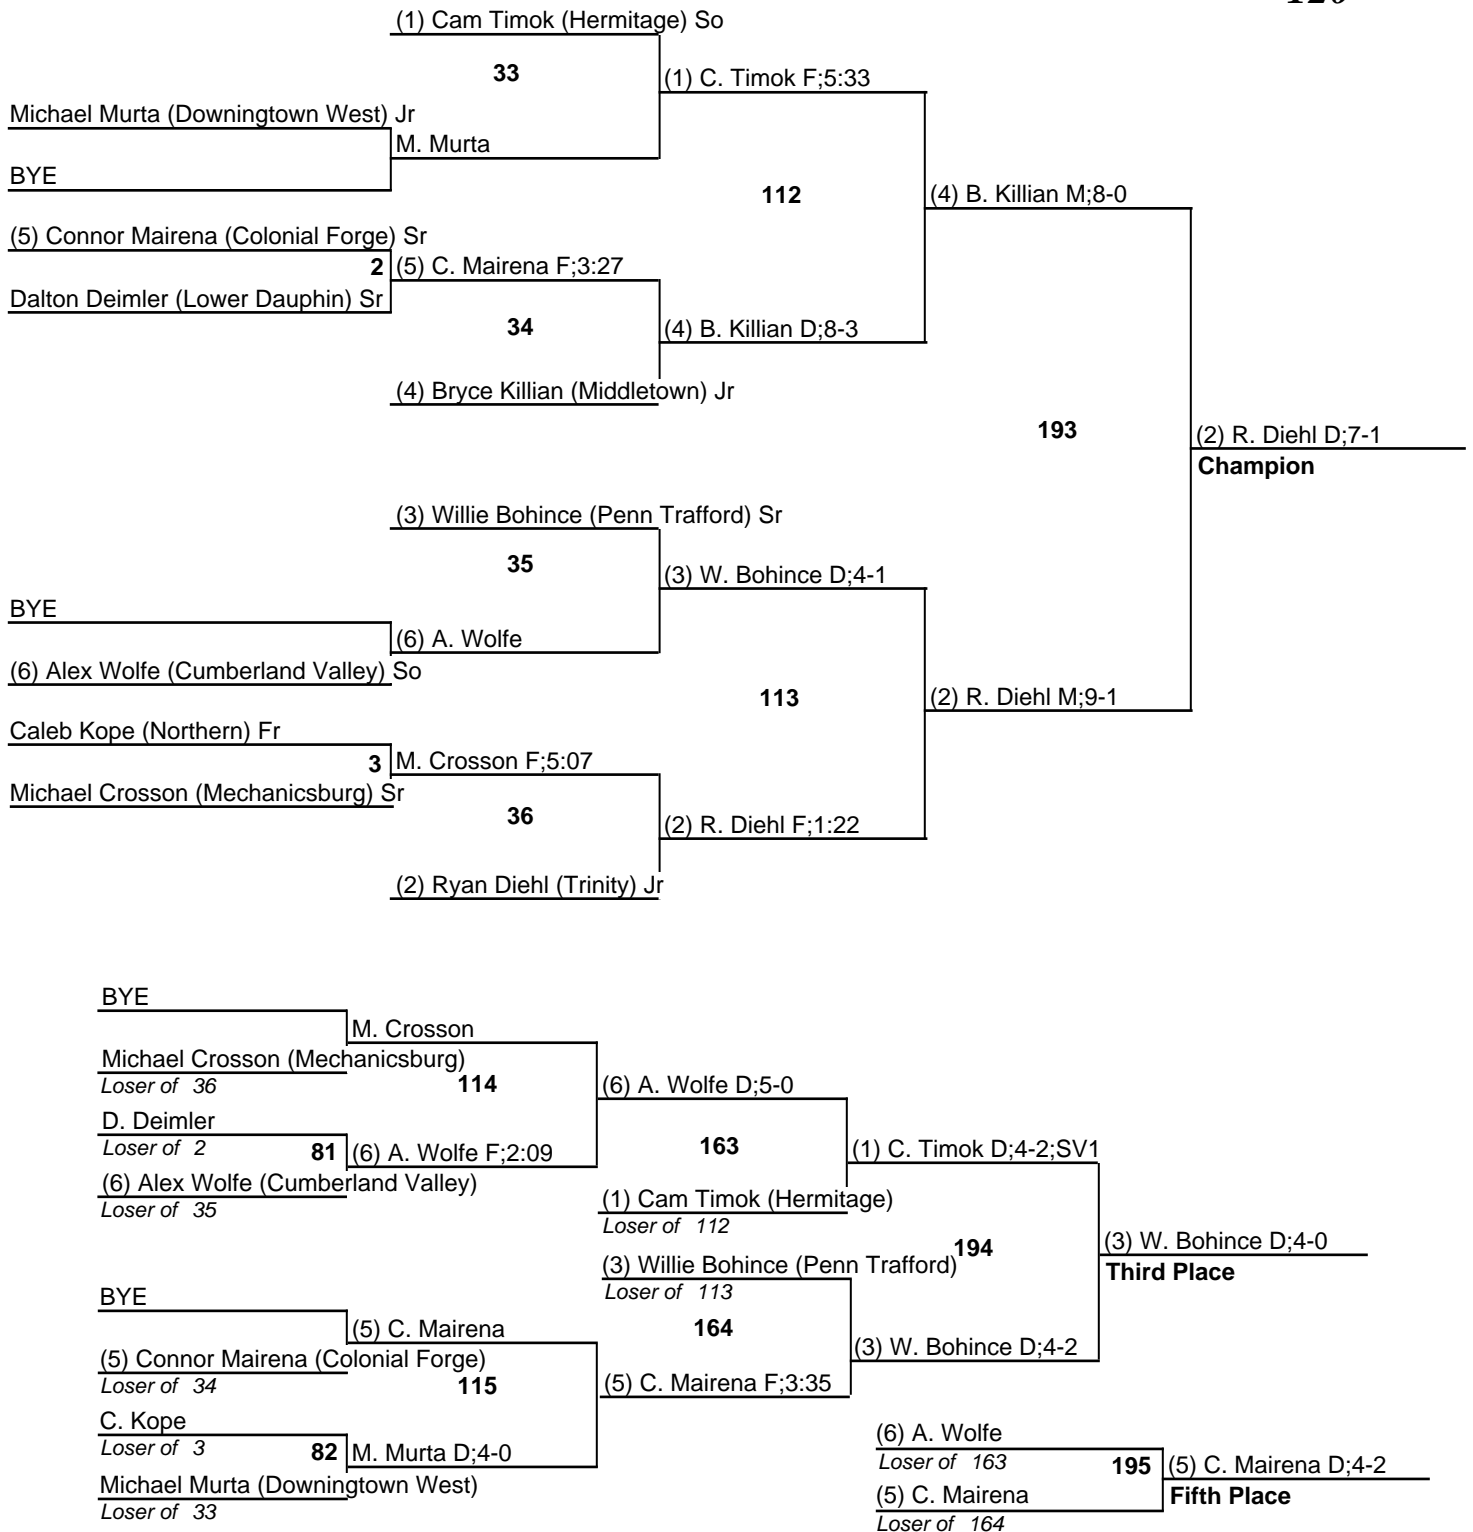 (1) Cam Timok (Hermitage) So
33
(1) C. Timok F;5:33
Michael Murta (Downingtown West) Jr
M. Murta
BYE
112
(4) B. Killian M;8-0
(5) Connor Mairena (Colonial Forge) Sr
2
(5) C. Mairena F;3:27
Dalton Deimler (Lower Dauphin) Sr
34
(4) B. Killian D;8-3
(4) Bryce Killian (Middletown) Jr
193
(2) R. Diehl D;7-1
Champion
(3) Willie Bohince (Penn Trafford) Sr
35
(3) W. Bohince D;4-1
BYE
(6) A. Wolfe
(6) Alex Wolfe (Cumberland Valley) So
113
(2) R. Diehl M;9-1
Caleb Kope (Northern) Fr
3
M. Crosson F;5:07
Michael Crosson (Mechanicsburg) Sr
36
(2) R. Diehl F;1:22
(2) Ryan Diehl (Trinity) Jr
BYE
M. Crosson
Michael Crosson (Mechanicsburg)
Loser of 36
114
(6) A. Wolfe D;5-0
D. Deimler
Loser of 2
81
(6) A. Wolfe F;2:09
163
(1) C. Timok D;4-2;SV1
(6) Alex Wolfe (Cumberland Valley)
Loser of 35
(1) Cam Timok (Hermitage)
Loser of 112
194
(3) W. Bohince D;4-0
Third Place
(3) Willie Bohince (Penn Trafford)
Loser of 113
BYE
(5) C. Mairena
164
(3) W. Bohince D;4-2
(5) Connor Mairena (Colonial Forge)
Loser of 34
115
(5) C. Mairena F;3:35
C. Kope
Loser of 3
82
M. Murta D;4-0
Michael Murta (Downingtown West)
Loser of 33
(6) A. Wolfe
Loser of 163
195
(5) C. Mairena D;4-2
Fifth Place
(5) C. Mairena
Loser of 164